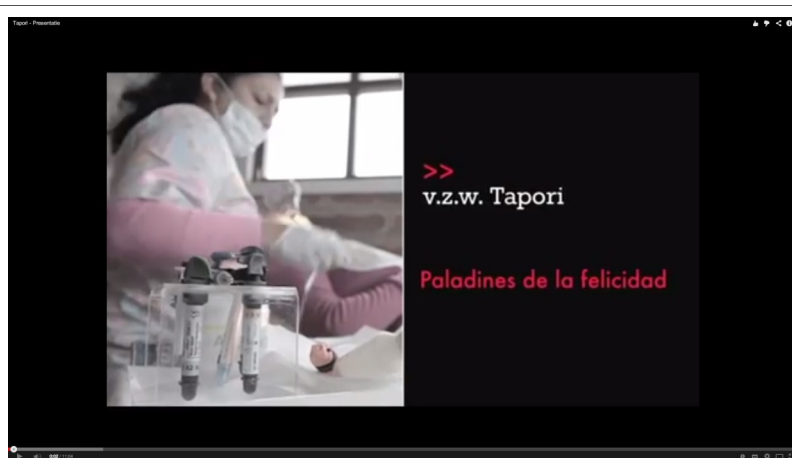 Tapori - Presentatie
>>
v.z.w. Tapori
Paladines de la felicidad